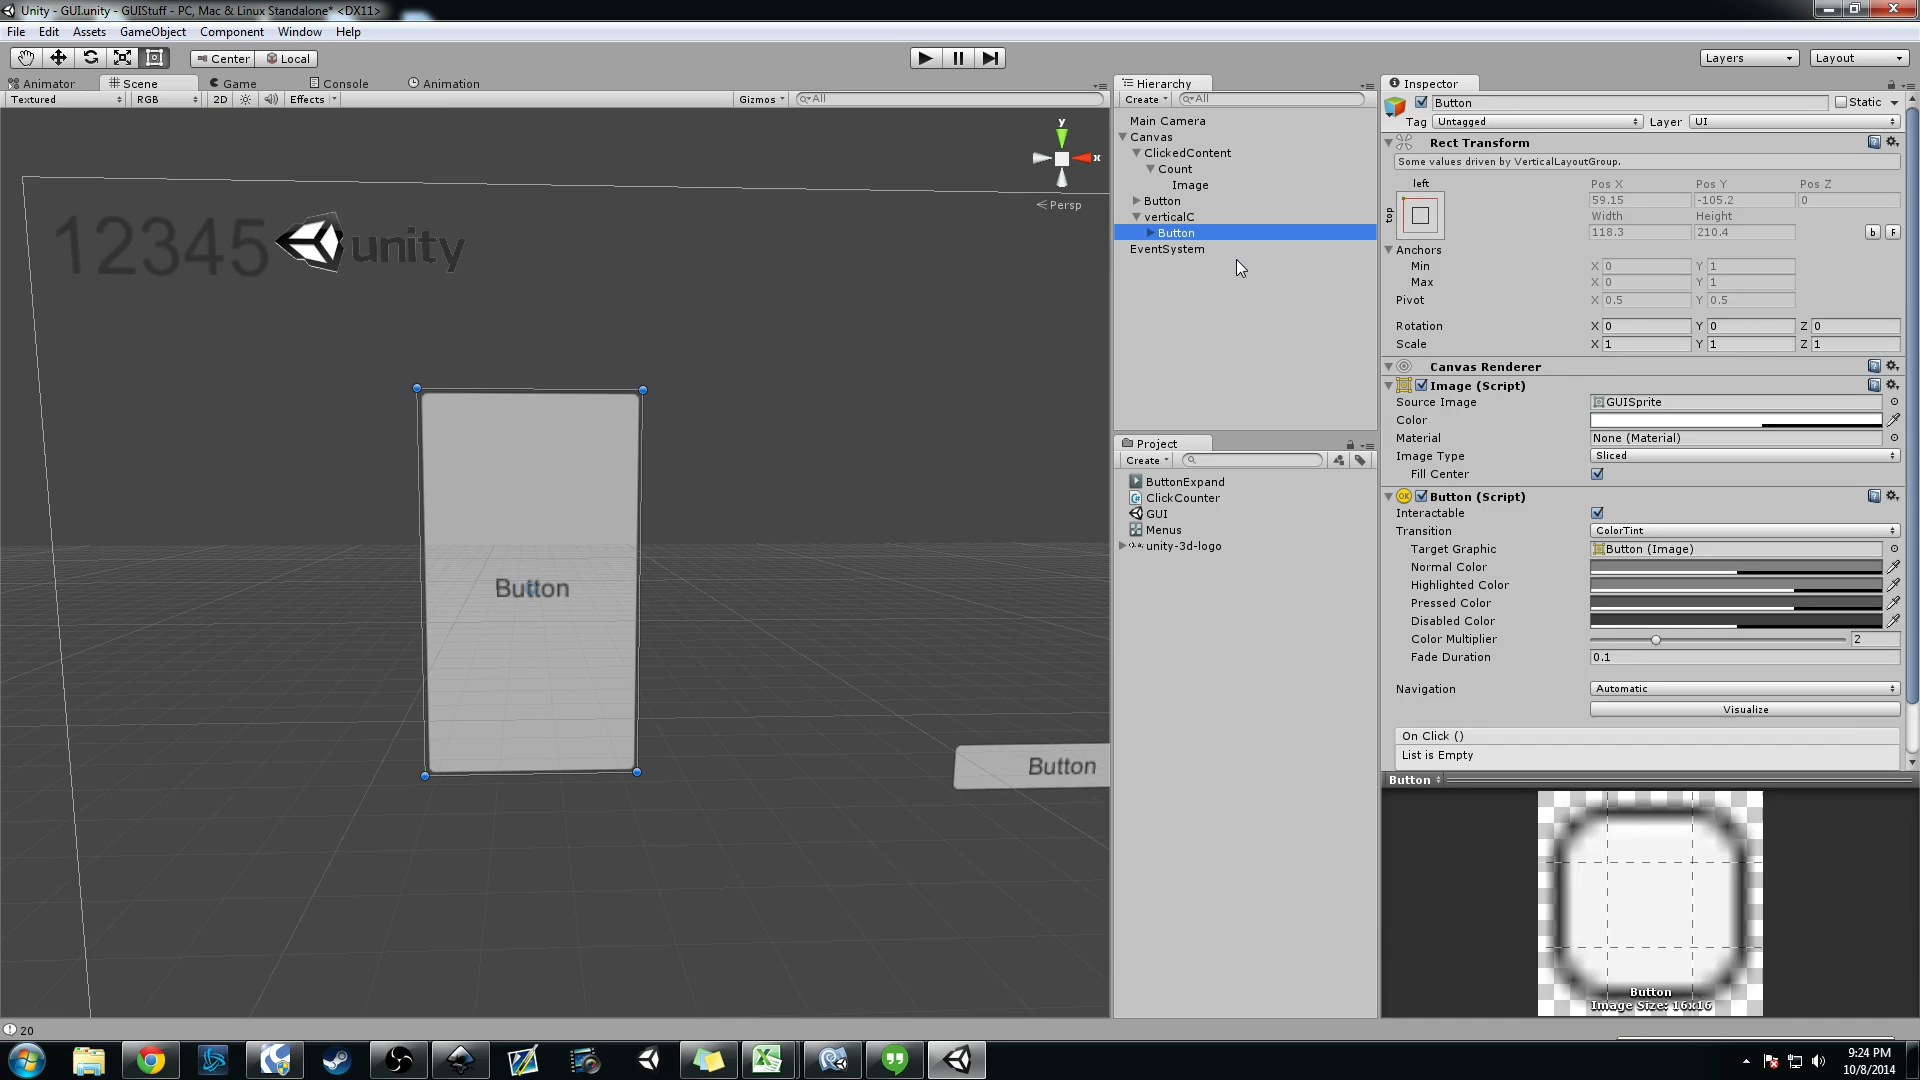 Unity - GUI.unity - GUIStuff - PC, Mac & Linux Standalone* <DX11>
File Edit Assets GameObject Component Window Help
Center Local Layers Layout
Animator Scene Game Console Animation
Textured RGB 2D Effects Gizmos All
y
x
Persp
12345 unity
Button
Button
Hierarchy
Create All
Main Camera
Canvas
ClickedContent
Count
Image
Button
verticalC
Button
EventSystem
Project
Create
ButtonExpand
ClickCounter
GUI
Menus
unity-3d-logo
Inspector
Button Static
Tag Untagged Layer UI
Rect Transform
Some values driven by VerticalLayoutGroup.
left
top
Pos X Pos Y Pos Z
59.15 -105.2 0
Width Height
118.3 210.4
Anchors
Min X 0 Y 1
Max X 0 Y 1
Pivot X 0.5 Y 0.5
Rotation X 0 Y 0 Z 0
Scale X 1 Y 1 Z 1
Canvas Renderer
Image (Script)
Source Image GUISprite
Color
Material None (Material)
Image Type Sliced
Fill Center
OK Button (Script)
Interactable
Transition ColorTint
Target Graphic Button (Image)
Normal Color
Highlighted Color
Pressed Color
Disabled Color
Color Multiplier 2
Fade Duration 0.1
Navigation Automatic
Visualize
On Click ()
List is Empty
Button
Button
Image Size: 16x16
20
9:24 PM
10/8/2014